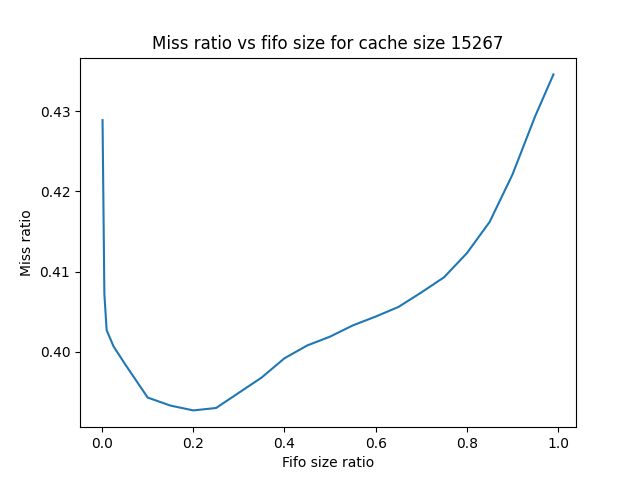 Miss ratio vs fifo size for cache size 15267
0.43
0.42
0.41
0.40
Miss ratio
0.0 0.2 0.4 0.6 0.8 1.0
Fifo size ratio